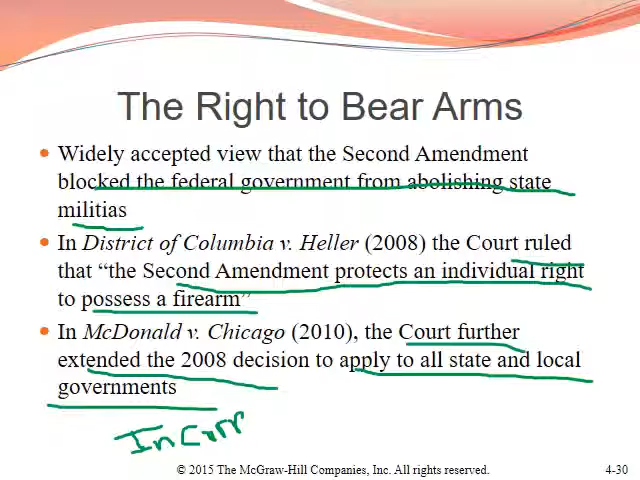 The Right to Bear Arms
• Widely accepted view that the Second Amendment
blocked the federal government from abolishing state
militias
• In District of Columbia v. Heller (2008) the Court ruled
that “the Second Amendment protects an individual right
to possess a firearm”
• In McDonald v. Chicago (2010), the Court further
extended the 2008 decision to apply to all state and local
governments
Incorr
© 2015 The McGraw-Hill Companies, Inc. All rights reserved.
4-30